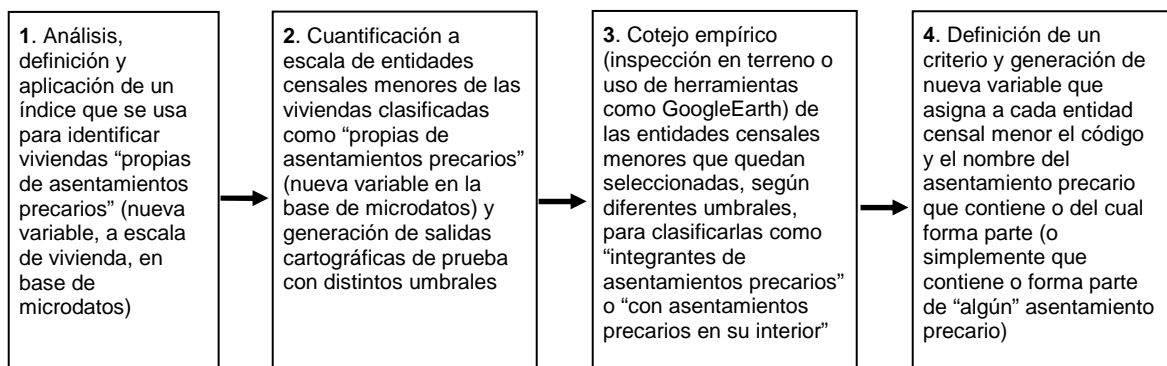 1. Análisis,
definición y
aplicación de un
índice que se usa
para identificar
viviendas “propias
de asentamientos
precarios” (nueva
variable, a escala
de vivienda, en
base de
microdatos)
2. Cuantificación a
escala de entidades
censales menores de las
viviendas clasificadas
como “propias de
asentamientos precarios”
(nueva variable en la
base de microdatos) y
generación de salidas
cartográficas de prueba
con distintos umbrales
3. Cotejo empírico
(inspección en terreno o
uso de herramientas
como GoogleEarth) de
las entidades censales
menores que quedan
seleccionadas, según
diferentes umbrales,
para clasificarlas como
“integrantes de
asentamientos precarios”
o “con asentamientos
precarios en su interior”
4. Definición de un
criterio y generación de
nueva variable que
asigna a cada entidad
censal menor el código
y el nombre del
asentamiento precario
que contiene o del cual
forma parte (o
simplemente que
contiene o forma parte
de “algún” asentamiento
precario)